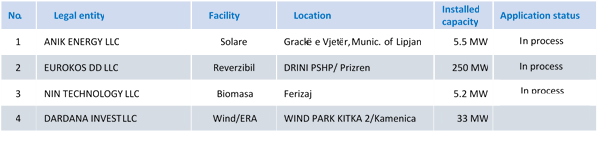 No. Legal entity Facility Location Installed capacity Application status
1 ANIK ENERGY LLC Solare Grackë e Vjetër, Munic. of Lipjan 5.5 MW In process
2 EUROKOS DD LLC Reverzibil DRINI PSHP/ Prizren 250 MW In process
3 NIN TECHNOLOGY LLC Biomasa Ferizaj 5.2 MW In process
4 DARDANA INVEST LLC Wind/ERA WIND PARK KITKA 2/Kamenica 33 MW